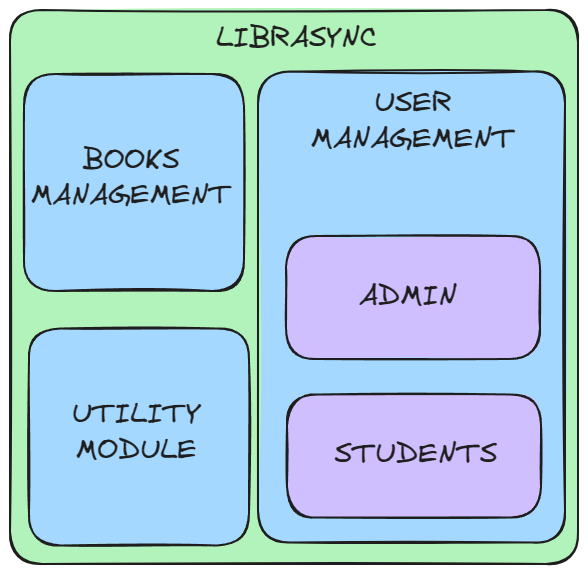 LIBRASYNC
BOOKS
MANAGEMENT
UTILITY
MODULE
USER
MANAGEMENT
ADMIN
STUDENTS